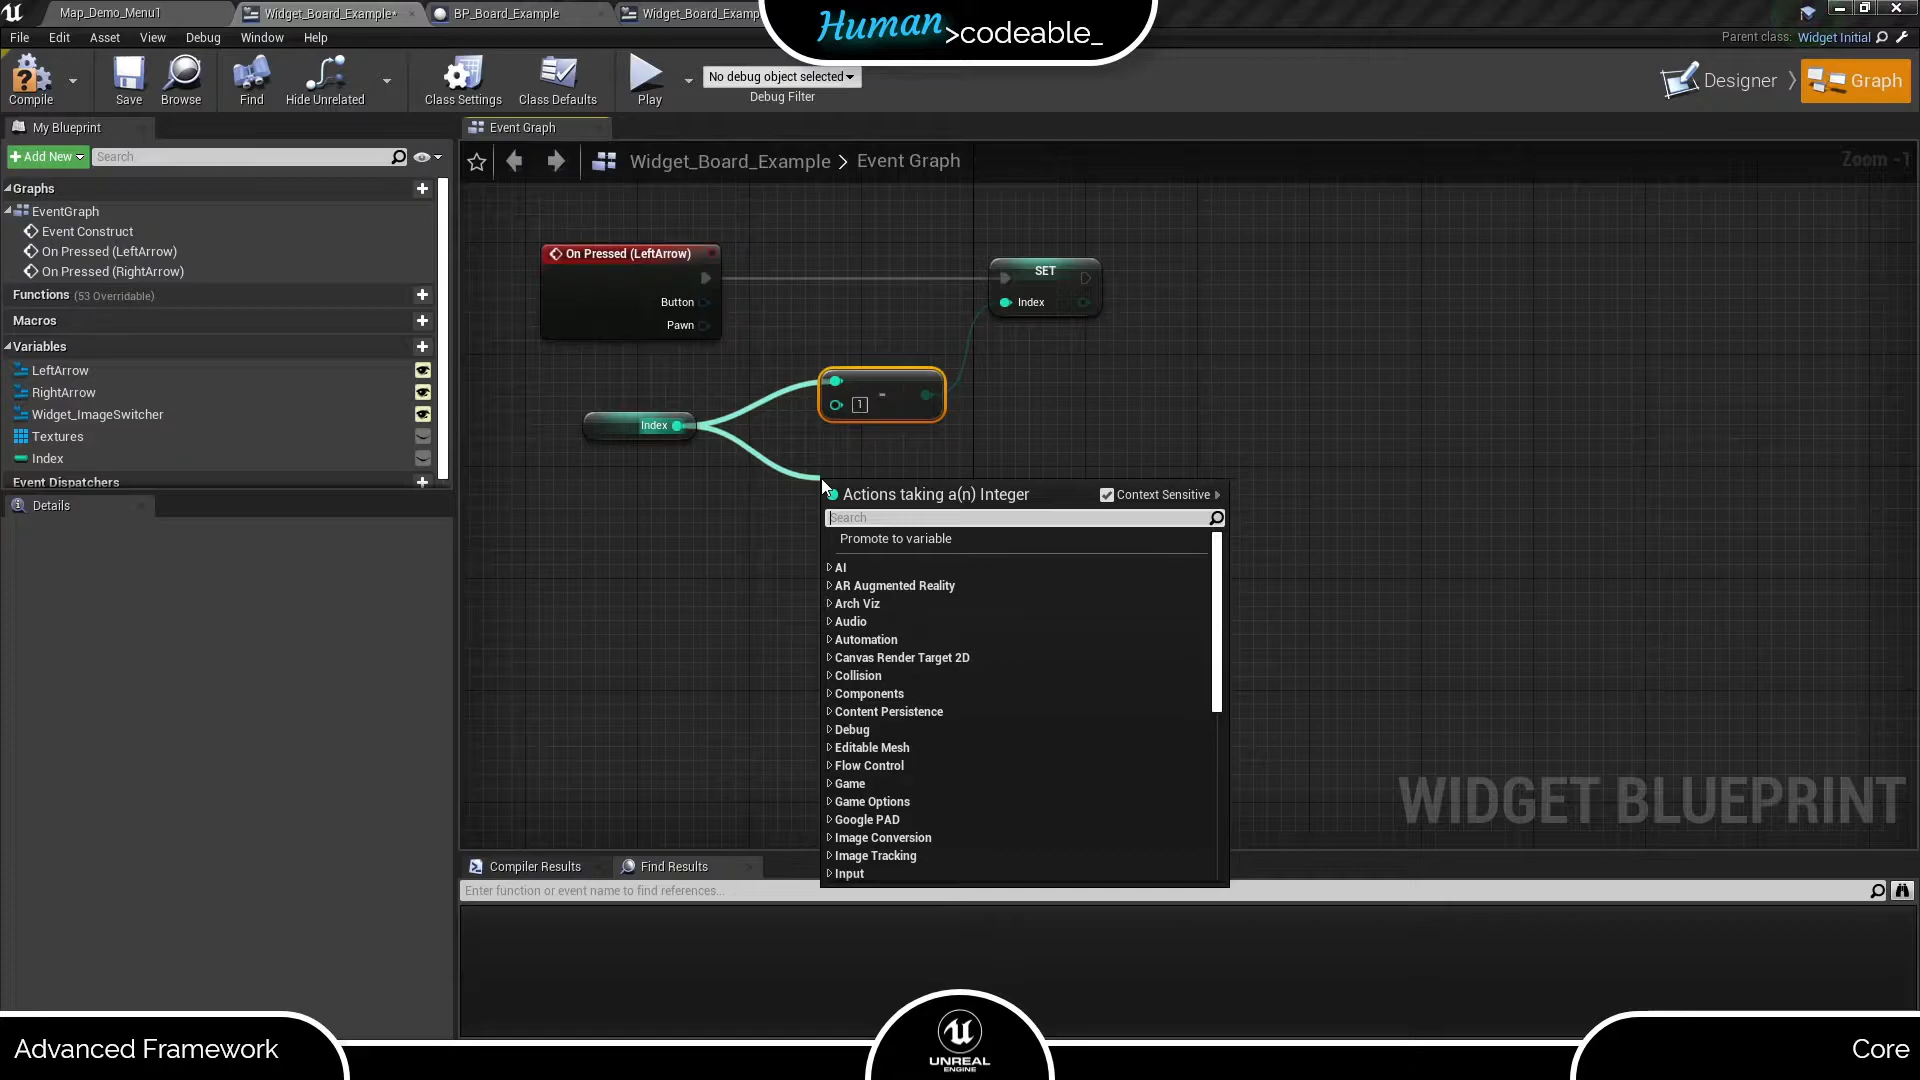 Map_Demo_Menu1
Widget_Board_Example*
BP_Board_Example
Widget_Board_Examp
Human >codeable_
File Edit Asset View Debug Window Help
Parent class: Widget Initial
Compile
Save
Browse
Find
Hide Unrelated
Class Settings
Class Defaults
Play
No debug object selected
Debug Filter
Designer
Graph
My Blueprint
Event Graph
Add New
Search
Widget_Board_Example > Event Graph
Zoom -1
Graphs
EventGraph
Event Construct
On Pressed (LeftArrow)
On Pressed (RightArrow)
Functions (53 Overridable)
Macros
Variables
LeftArrow
RightArrow
Widget_ImageSwitcher
Textures
Index
Event Dispatchers
Details
On Pressed (LeftArrow)
Button
Pawn
SET
Index
1
-
Index
Actions taking a(n) Integer
Context Sensitive
Search
Promote to variable
AI
AR Augmented Reality
Arch Viz
Audio
Automation
Canvas Render Target 2D
Collision
Components
Content Persistence
Debug
Editable Mesh
Flow Control
Game
Game Options
Google PAD
Image Conversion
Image Tracking
Input
WIDGET BLUEPRINT
Compiler Results
Find Results
Enter function or event name to find references...
Advanced Framework
UNREAL
ENGINE
Core